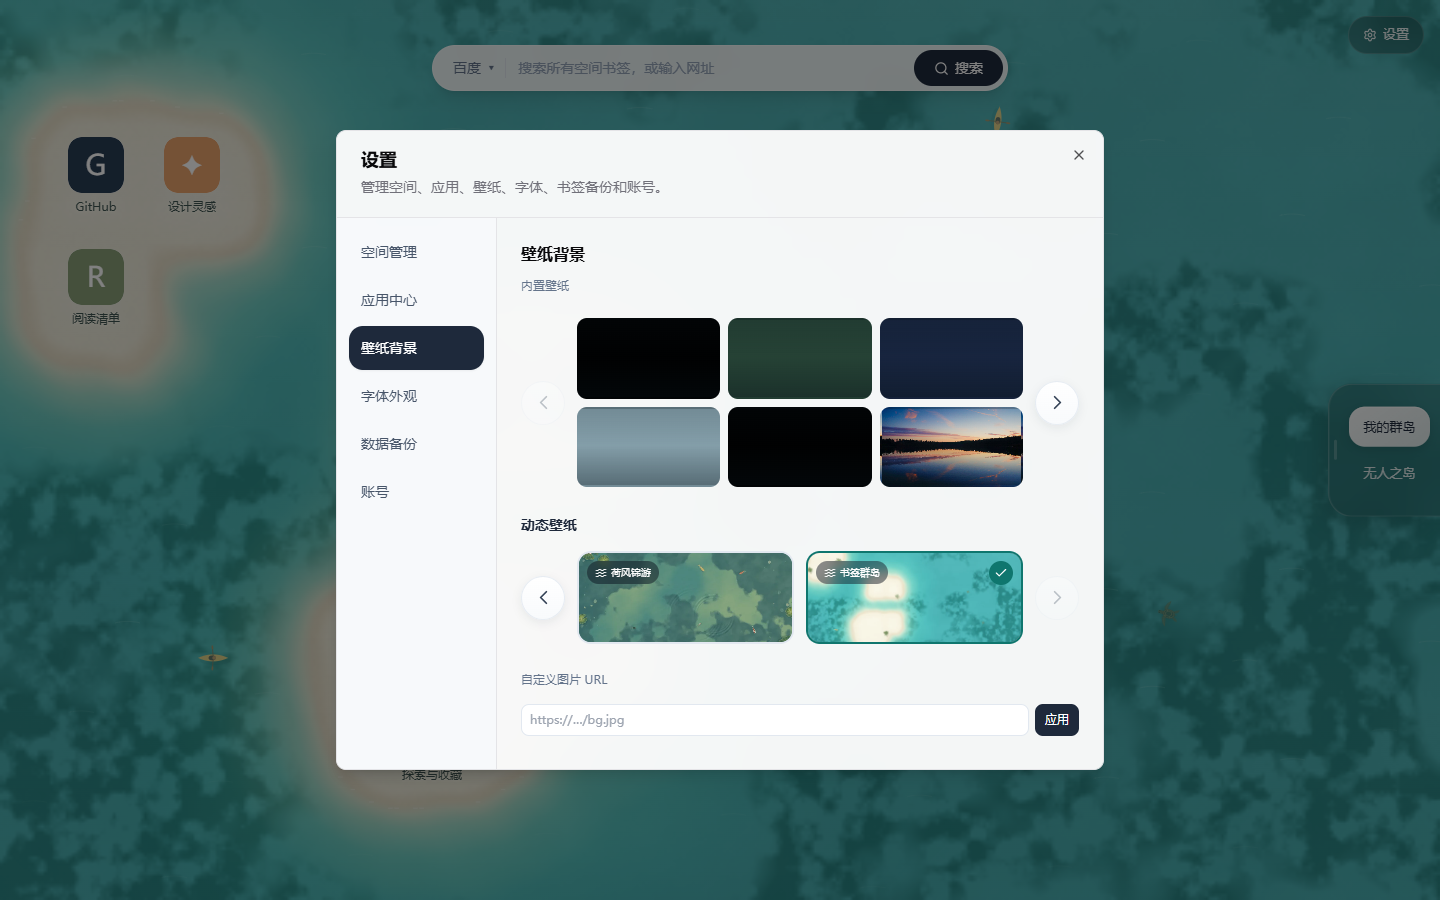 设置
百度
搜索所有空间书签，或输入网址
搜索
G
GitHub
设计灵感
R
阅读清单
设置
管理空间、应用、壁纸、字体、书签备份和账号。
空间管理
应用中心
壁纸背景
字体外观
数据备份
账号
壁纸背景
内置壁纸
动态壁纸
荷风锦游
书签群岛
自定义图片 URL
https://.../bg.jpg
应用
我的群岛
无人之岛
探索与收藏